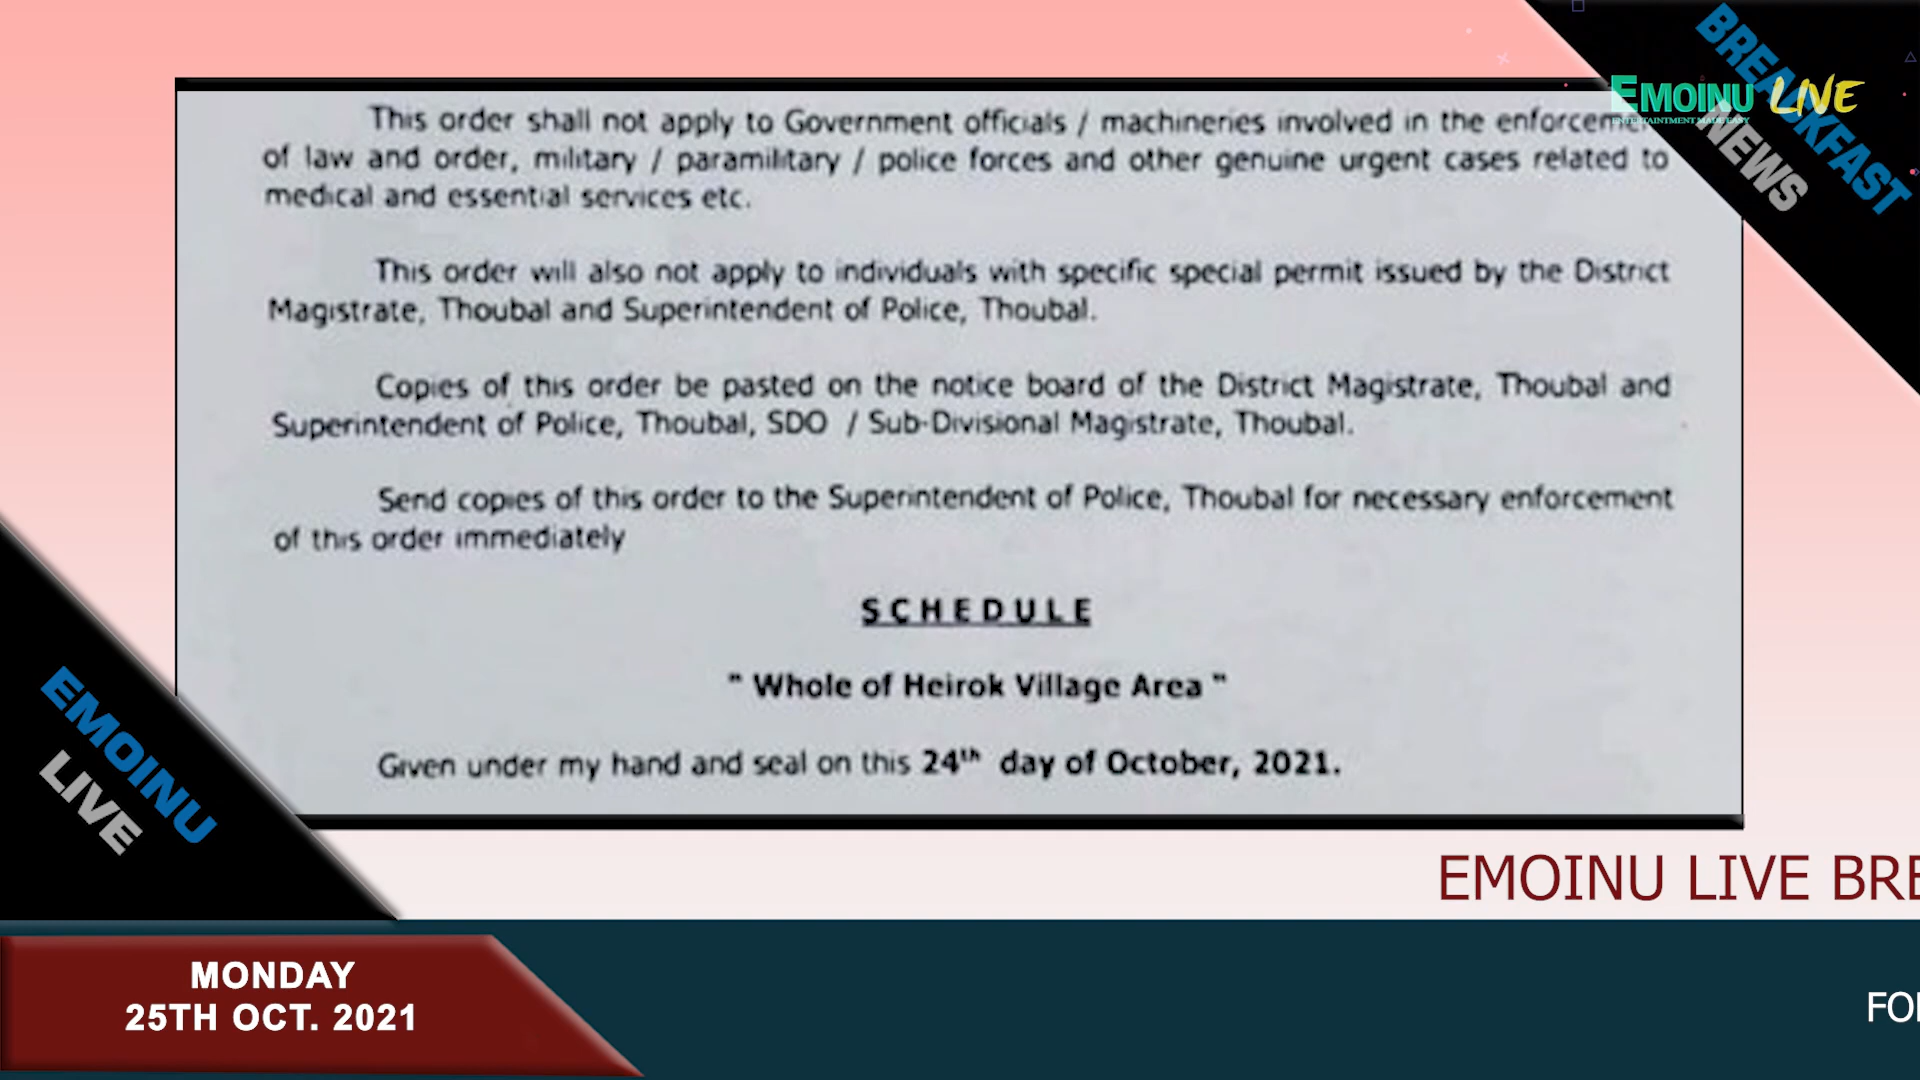 This order shall not apply to Government officials / machineries involved in the
of law and order, military / paramilitary / police forces and other genuine urgent cases related to
medical and essential services etc.
This order will also not apply to individuals with specific special permit issued by the District
Magistrate, Thoubal and Superintendent of Police, Thoubal.
Copies of this order be pasted on the notice board of the District Magistrate, Thoubal and
Superintendent of Police, Thoubal, SDO / Sub-Divisional Magistrate, Thoubal.
Send copies of this order to the Superintendent of Police, Thoubal for necessary enforcement
of this order immediately
SCHEDULE
" Whole of Heirok Village Area "
Given under my hand and seal on this 24th day of October, 2021.
EMOINU LIVE
ENTERTAINTMENT MADE EASY
BREAKFAST
NEWS
EMOINU
LIVE
EMOINU LIVE BRE
MONDAY
25TH OCT. 2021
FO